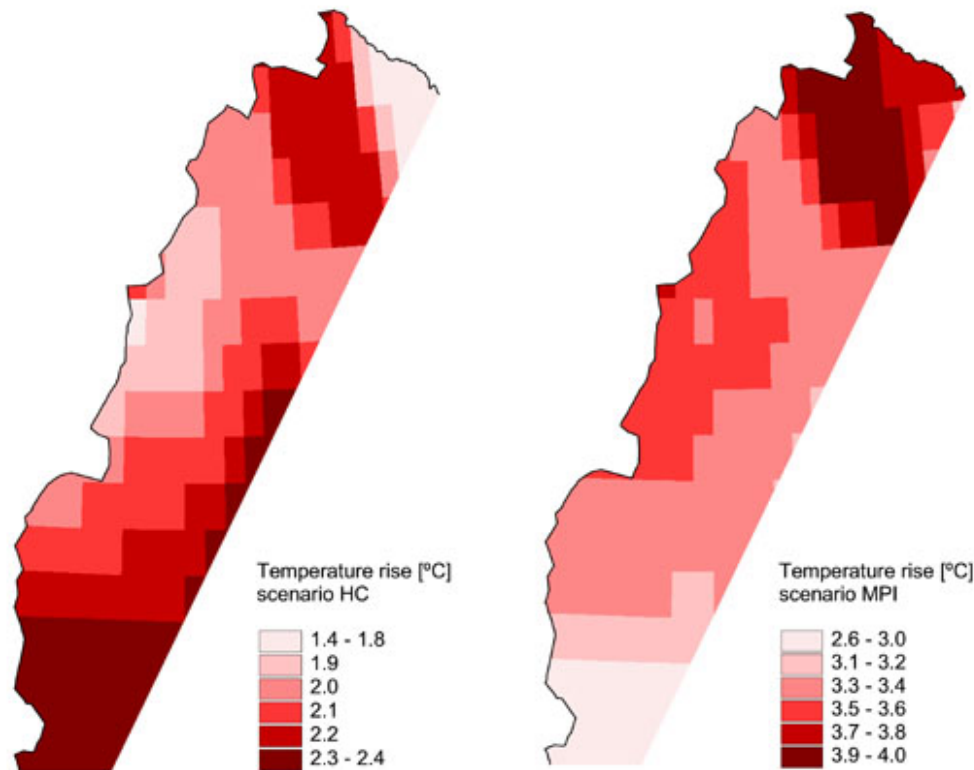 Temperature rise [ºC]
scenario HC
1.4 - 1.8
1.9
2.0
2.1
2.2
2.3 - 2.4
Temperature rise [ºC]
scenario MPI
2.6 - 3.0
3.1 - 3.2
3.3 - 3.4
3.5 - 3.6
3.7 - 3.8
3.9 - 4.0